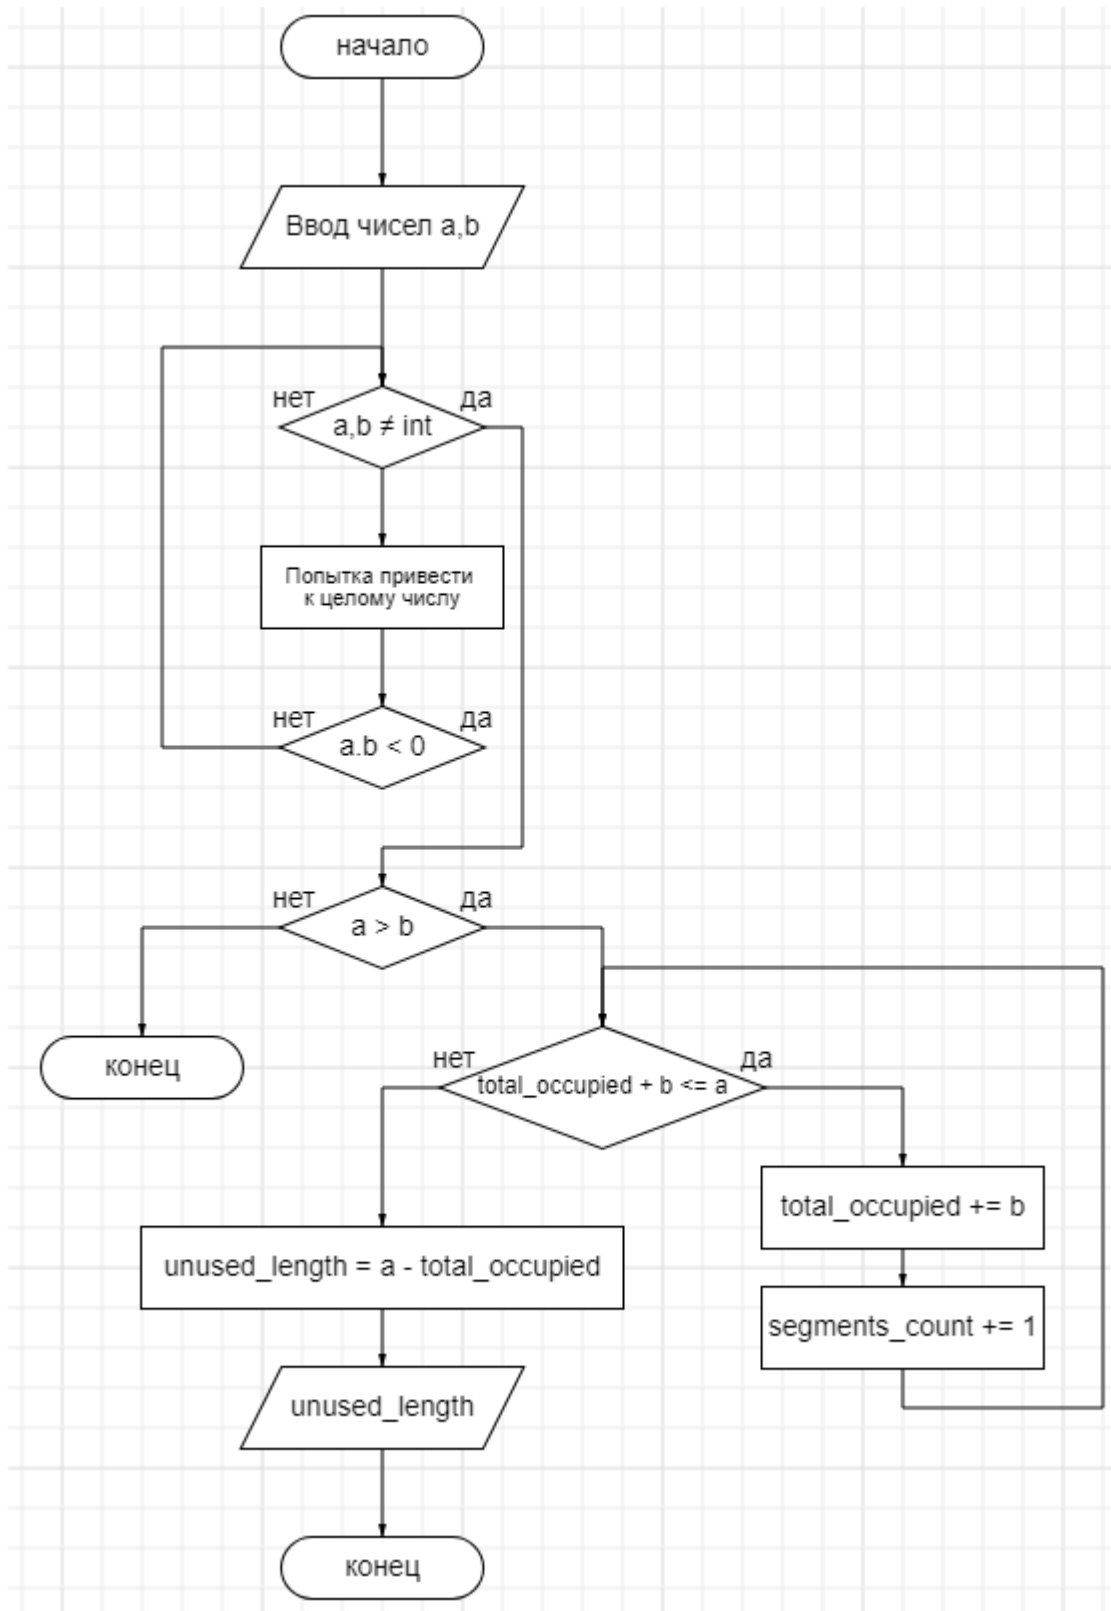 начало
Ввод чисел a,b
нет
да
a,b ≠ int
Попытка привести
к целому числу
нет
да
a.b < 0
нет
да
a > b
конец
нет
да
total_occupied + b <= a
total_occupied += b
unused_length = a - total_occupied
segments_count += 1
unused_length
конец